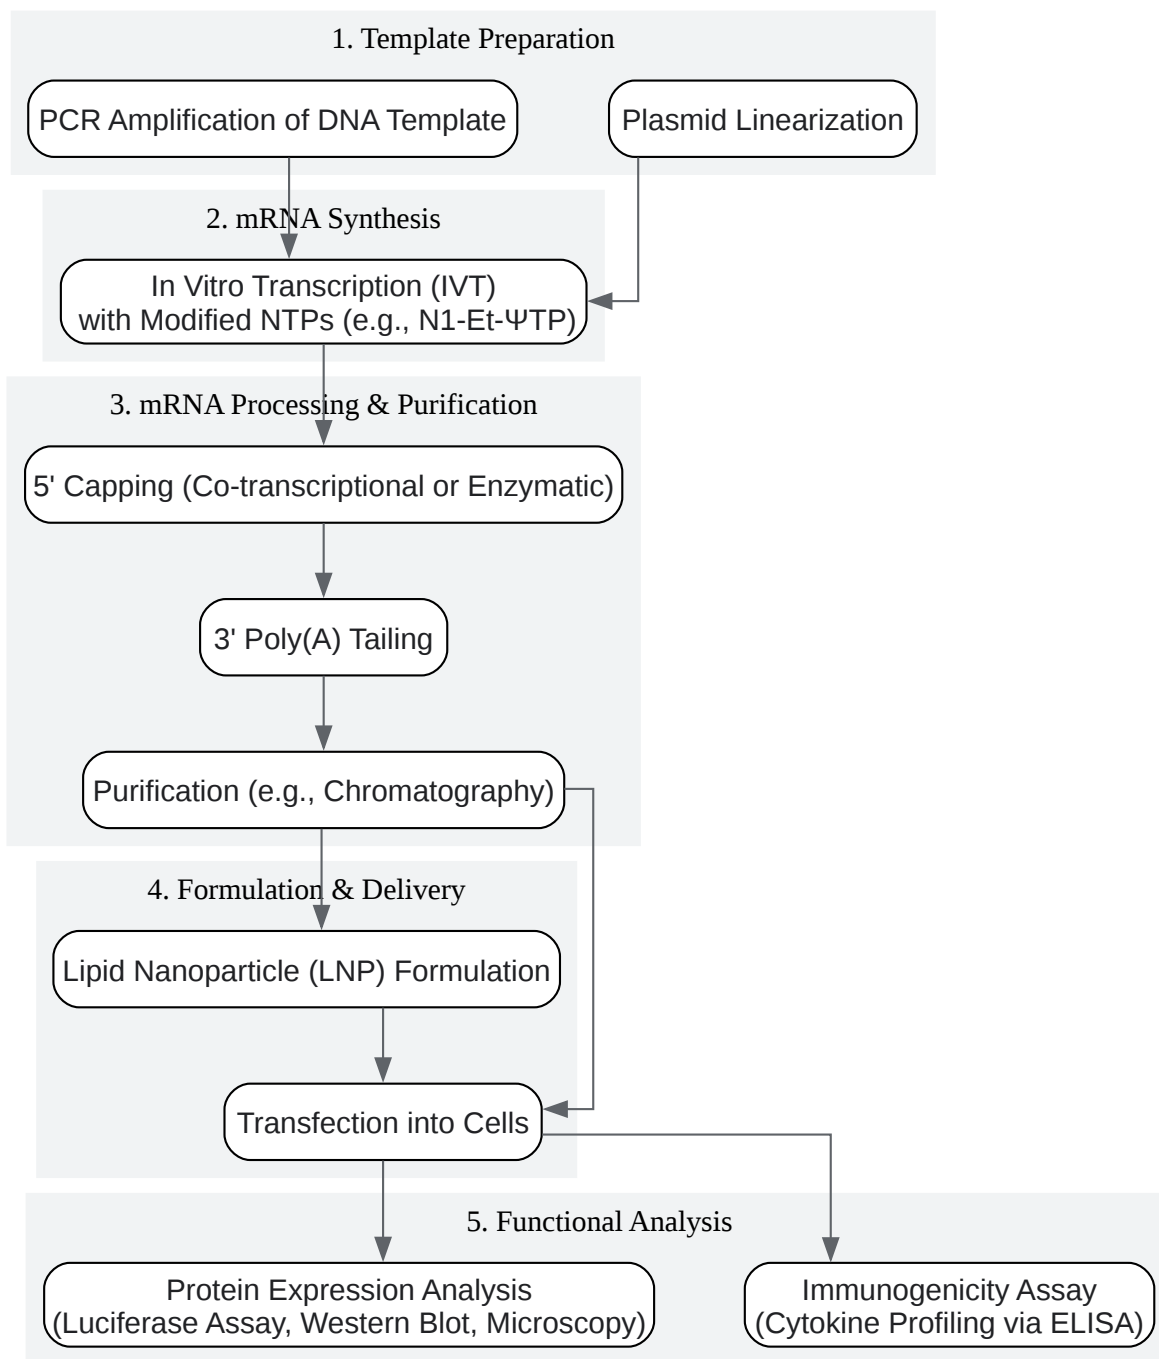 1. Template Preparation
PCR Amplification of DNA Template
Plasmid Linearization
2. mRNA Synthesis
In Vitro Transcription (IVT)
with Modified NTPs (e.g., N1-Et-ΨTP)
3. mRNA Processing & Purification
5' Capping (Co-transcriptional or Enzymatic)
3' Poly(A) Tailing
Purification (e.g., Chromatography)
4. Formulation & Delivery
Lipid Nanoparticle (LNP) Formulation
Transfection into Cells
5. Functional Analysis
Protein Expression Analysis
(Luciferase Assay, Western Blot, Microscopy)
Immunogenicity Assay
(Cytokine Profiling via ELISA)